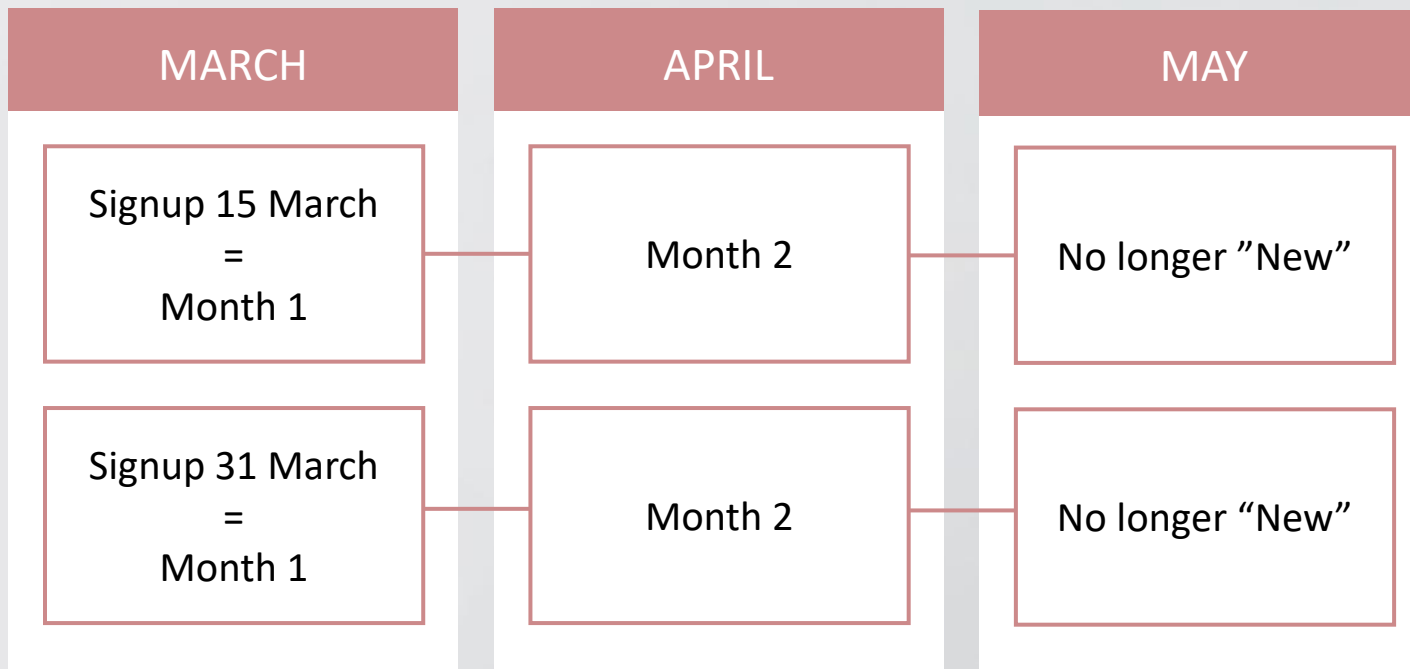 MARCH
APRIL
MAY
Signup 15 March
=
Month 1
Month 2
No longer ”New”
Signup 31 March
=
Month 1
Month 2
No longer “New”